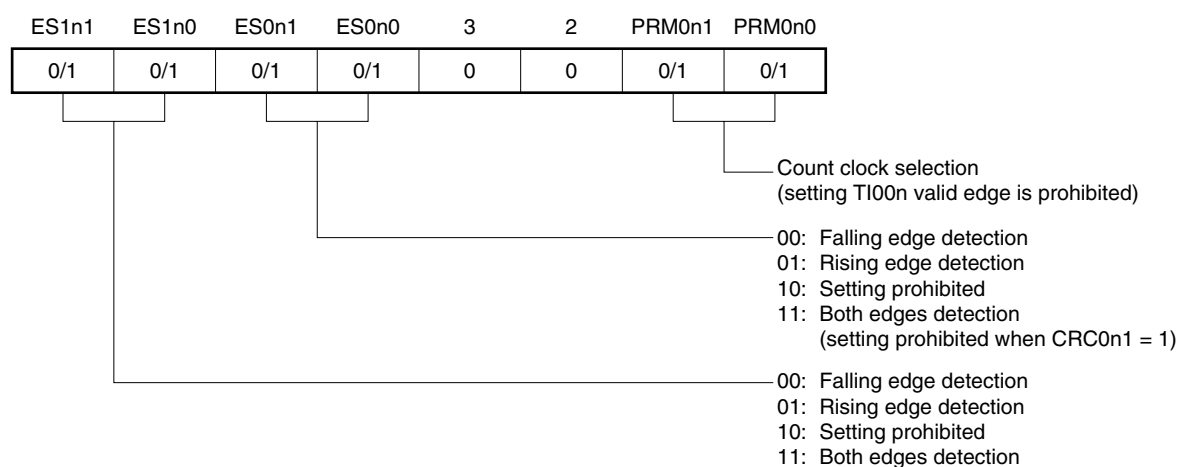 ES1n1 ES1n0 ES0n1 ES0n0 3 2 PRM0n1 PRM0n0
0/1 0/1 0/1 0/1 0 0 0/1 0/1
Count clock selection
(setting TI00n valid edge is prohibited)
00: Falling edge detection
01: Rising edge detection
10: Setting prohibited
11: Both edges detection
(setting prohibited when CRC0n1 = 1)
00: Falling edge detection
01: Rising edge detection
10: Setting prohibited
11: Both edges detection